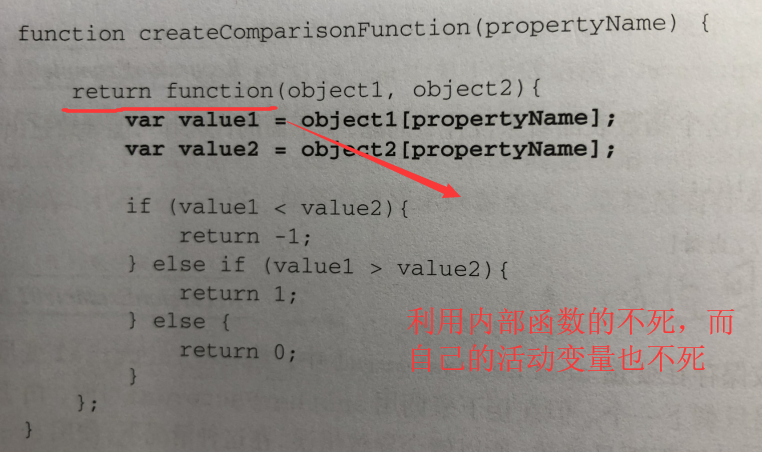 function createComparisonFunction(propertyName) {
return function(object1, object2){
var value1 = object1[propertyName];
var value2 = object2[propertyName];
if (value1 < value2){
return -1;
} else if (value1 > value2){
return 1;
} else {
return 0;
}
};
}
利用内部函数的不死，而
自己的活动变量也不死